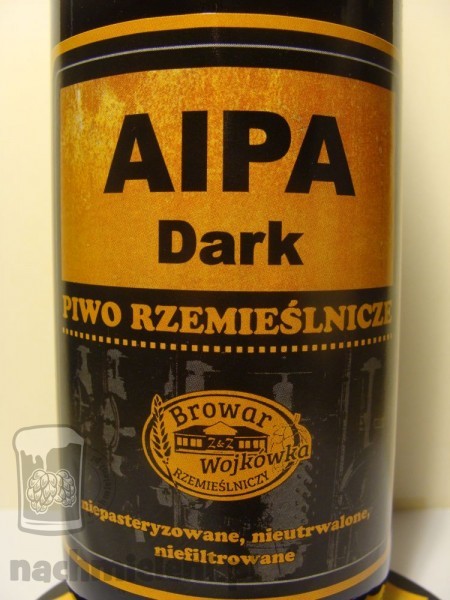 AIPA
Dark
PIWO RZEMIEŚLNICZE
Browar
Z&Z
Wojkówka
RZEMIEŚLNICZY
niepasteryzowane, nieutrwalone,
niefiltrowane